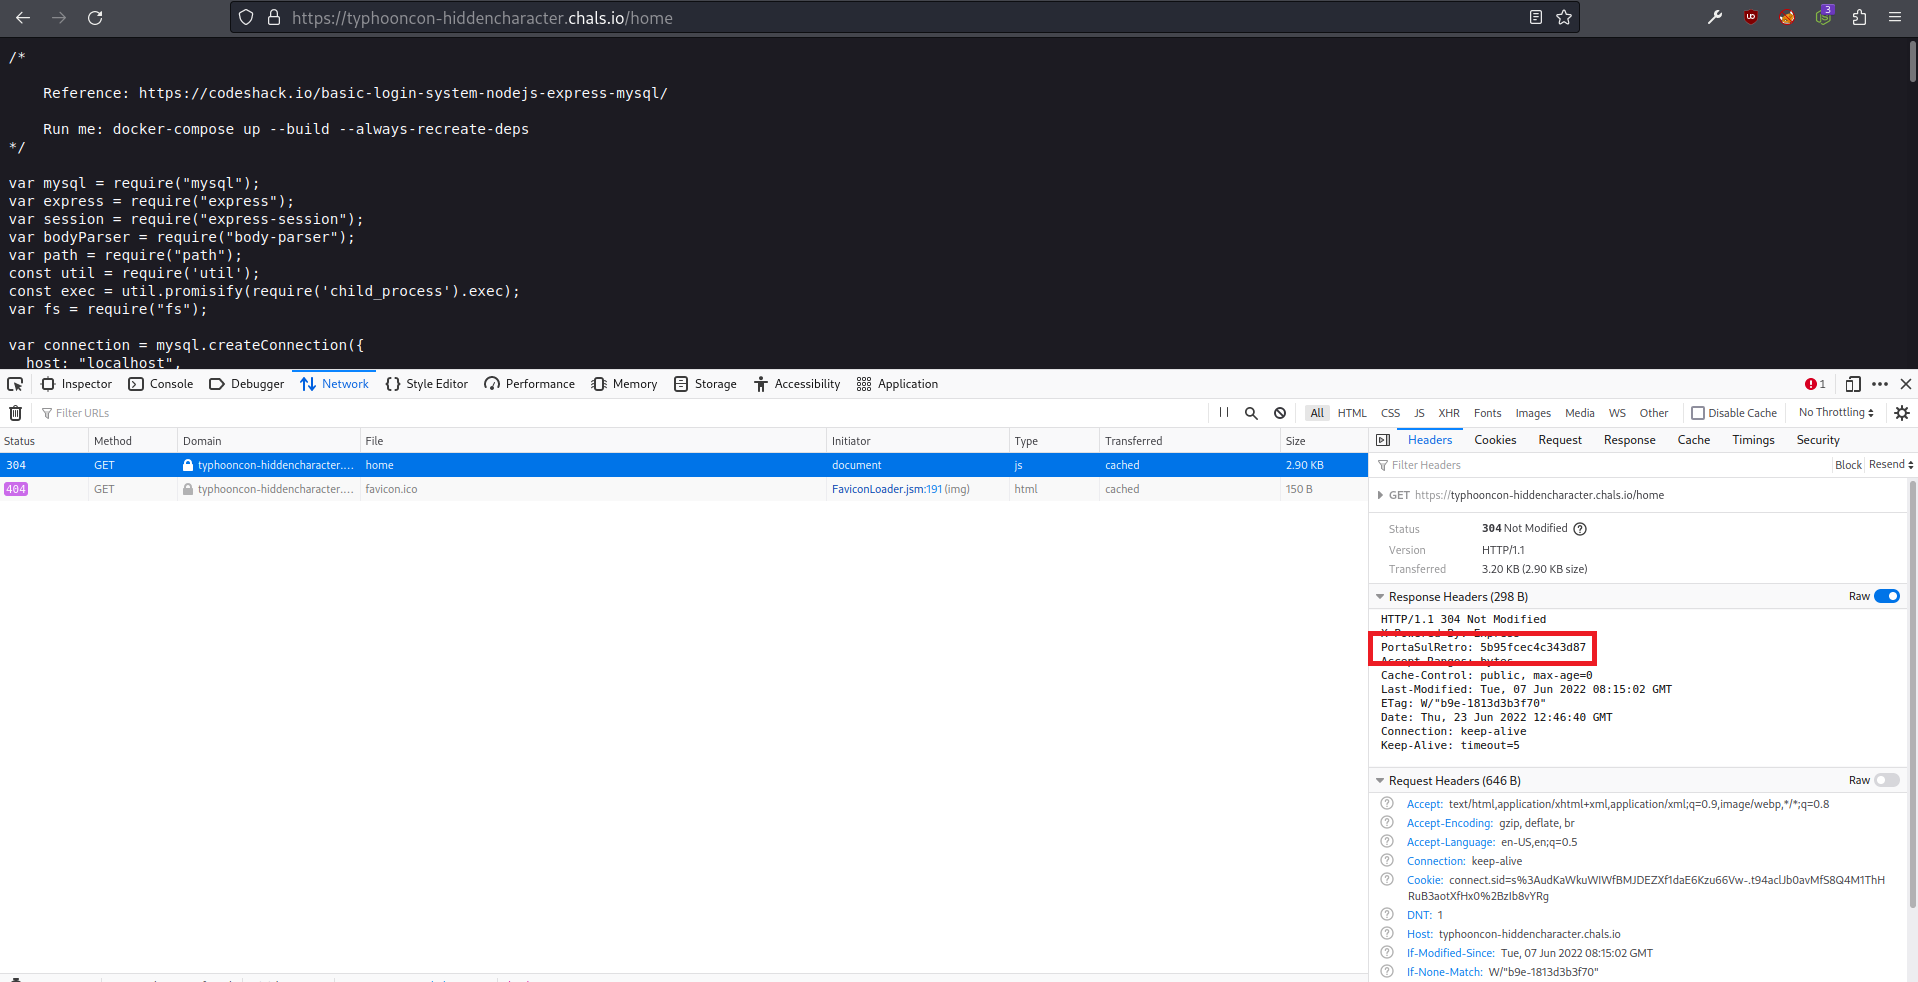 https://typhooncon-hiddencharacter.chals.io/home
3
/*
Reference: https://codeshack.io/basic-login-system-nodejs-express-mysql/
Run me: docker-compose up --build --always-recreate-deps
*/
var mysql = require("mysql");
var express = require("express");
var session = require("express-session");
var bodyParser = require("body-parser");
var path = require("path");
const util = require('util');
const exec = util.promisify(require('child_process').exec);
var fs = require("fs");
var connection = mysql.createConnection({
host: "localhost",
Inspector Console Debugger Network Style Editor Performance Memory Storage Accessibility Application 1
Filter URLs All HTML CSS JS XHR Fonts Images Media WS Other Disable Cache No Throttling
Status Method Domain File Initiator Type Transferred Size
304 GET typhooncon-hiddencharacter.... home document js cached 2.90 KB
404 GET typhooncon-hiddencharacter.... favicon.ico FaviconLoader.jsm:191 (img) html cached 150 B
Headers Cookies Request Response Cache Timings Security
Filter Headers Block Resend
GET https://typhooncon-hiddencharacter.chals.io/home
Status 304 Not Modified
Version HTTP/1.1
Transferred 3.20 KB (2.90 KB size)
Response Headers (298 B) Raw
HTTP/1.1 304 Not Modified
X-Powered-By: Express
PortaSulRetro: 5b95fcec4c343d87
Accept-Ranges: bytes
Cache-Control: public, max-age=0
Last-Modified: Tue, 07 Jun 2022 08:15:02 GMT
ETag: W/"b9e-1813d3b3f70"
Date: Thu, 23 Jun 2022 12:46:40 GMT
Connection: keep-alive
Keep-Alive: timeout=5
Request Headers (646 B) Raw
Accept: text/html,application/xhtml+xml,application/xml;q=0.9,image/webp,*/*;q=0.8
Accept-Encoding: gzip, deflate, br
Accept-Language: en-US,en;q=0.5
Connection: keep-alive
Cookie: connect.sid=s%3AudKaWkuWIWfBMJDEZXf1daE6Kzu66Vw-.t94aclJb0avMfS8Q4M1ThH
RuB3aotXfHx0%2BzIb8vYRg
DNT: 1
Host: typhooncon-hiddencharacter.chals.io
If-Modified-Since: Tue, 07 Jun 2022 08:15:02 GMT
If-None-Match: W/"b9e-1813d3b3f70"